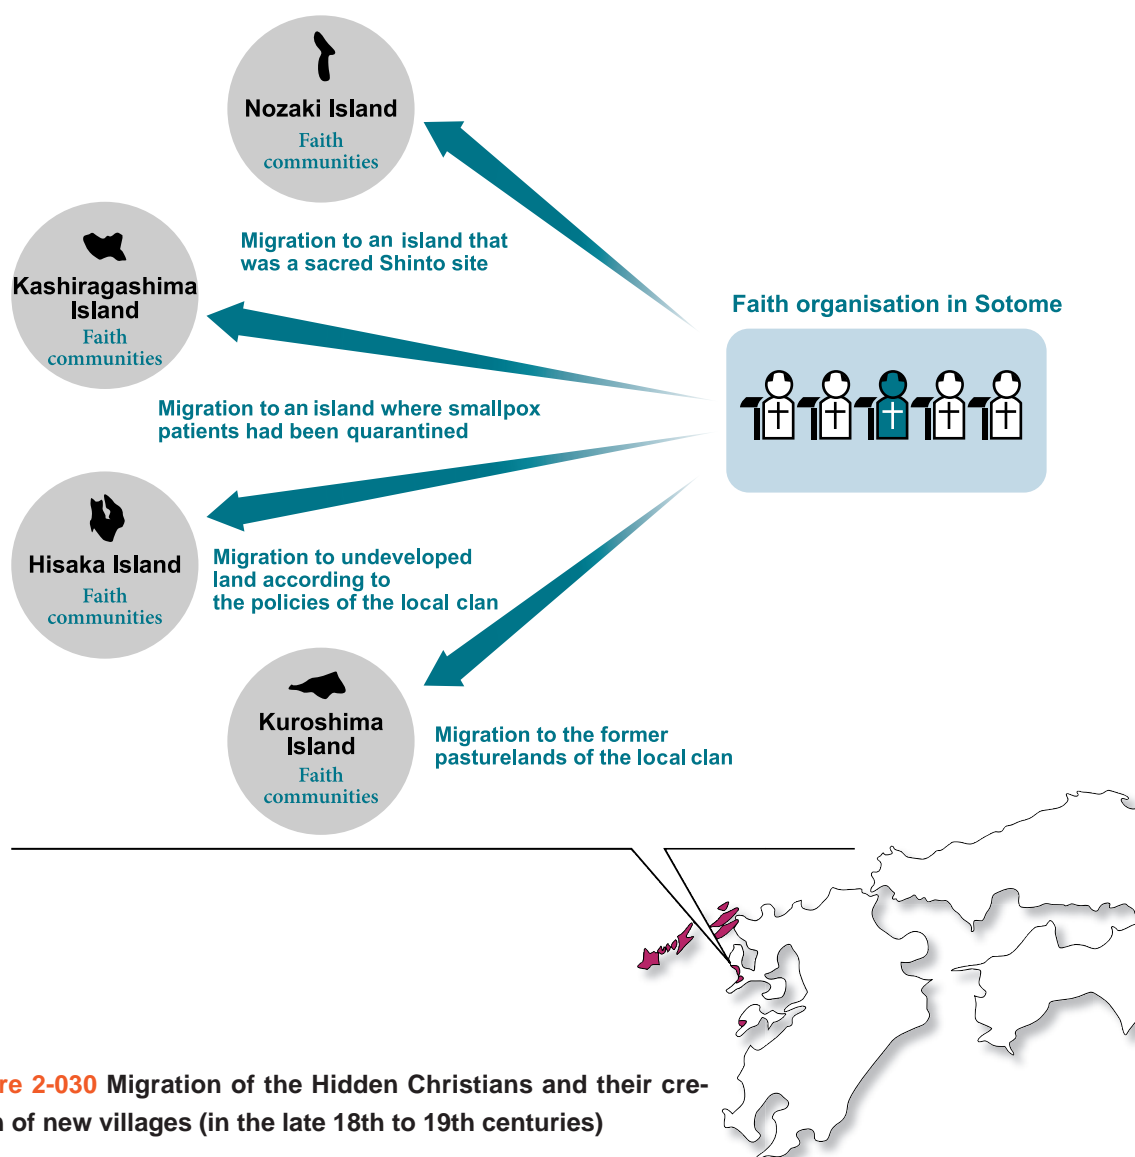 Nozaki Island
Faith
communities
Migration to an island that
was a sacred Shinto site
Kashiragashima
Island
Faith
communities
Migration to an island where smallpox
patients had been quarantined
Faith organisation in Sotome
Hisaka Island
Faith
communities
Migration to undeveloped
land according to
the policies of the local clan
Kuroshima
Island
Faith
communities
Migration to the former
pasturelands of the local clan
re 2-030 Migration of the Hidden Christians and their cre-
n of new villages (in the late 18th to 19th centuries)